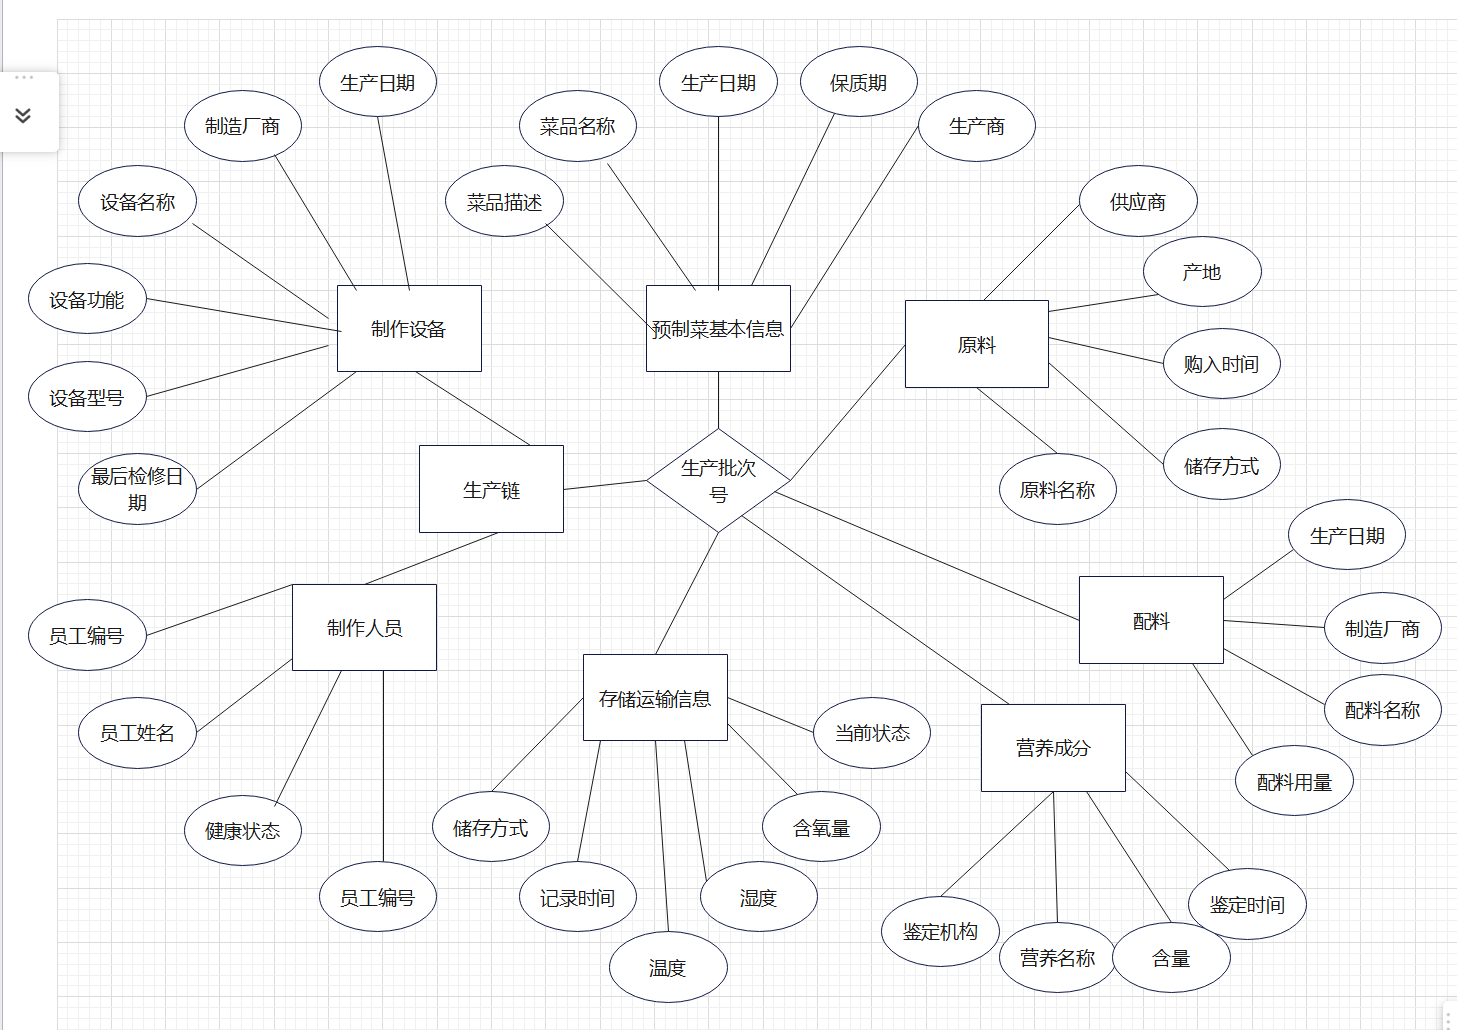 生产日期
生产日期
保质期
制造厂商
菜品名称
生产商
设备名称
菜品描述
供应商
产地
设备功能
制作设备
预制菜基本信息
原料
购入时间
设备型号
储存方式
最后检修日
期
生产链
生产批次
号
原料名称
生产日期
员工编号
制作人员
配料
制造厂商
存储运输信息
配料名称
员工姓名
当前状态
营养成分
配料用量
健康状态
储存方式
含氧量
员工编号
记录时间
湿度
鉴定时间
温度
鉴定机构
营养名称
含量